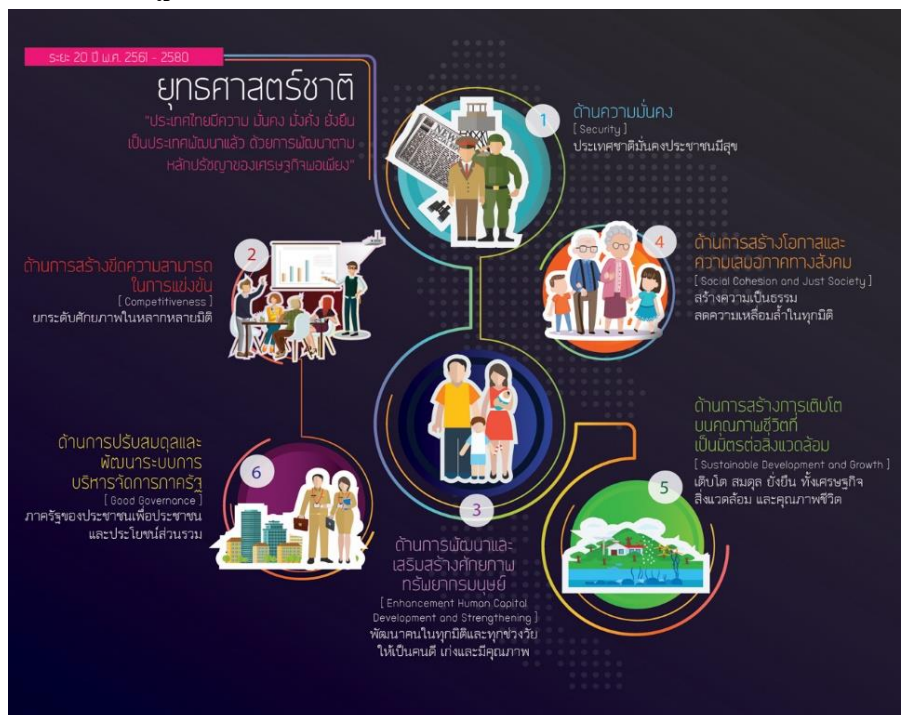 ระยะ 20 ปี พ.ศ. 2561 - 2580
ยุทธศาสตร์ชาติ
"ประเทศไทยมีความ มั่นคง มั่งคั่ง ยั่งยืน
เป็นประเทศพัฒนาแล้ว ด้วยการพัฒนาตาม
หลักปรัชญาของเศรษฐกิจพอเพียง"
1
ด้านความมั่นคง
[ Security ]
ประเทศชาติมั่นคงประชาชนมีสุข
NEWS
2
ด้านการสร้างขีดความสามารถ
ในการแข่งขัน
[ Competitiveness ]
ยกระดับศักยภาพในหลากหลายมิติ
3
ด้านการพัฒนาและ
เสริมสร้างศักยภาพ
ทรัพยากรมนุษย์
[ Enhancement Human Capital
Development and Strengthening ]
พัฒนาคนในทุกมิติและทุกช่วงวัย
ให้เป็นคนดี เก่งและมีคุณภาพ
4
ด้านการสร้างโอกาสและ
ความเสมอภาคทางสังคม
[ Social Cohesion and Just Society ]
สร้างความเป็นธรรม
ลดความเหลื่อมล้ำในทุกมิติ
5
ด้านการสร้างการเติบโต
บนคุณภาพชีวิตที่
เป็นมิตรต่อสิ่งแวดล้อม
[ Sustainable Development and Growth ]
เติบโต สมดุล ยั่งยืน ทั้งเศรษฐกิจ
สิ่งแวดล้อม และคุณภาพชีวิต
6
ด้านการปรับสมดุลและ
พัฒนาระบบการ
บริหารจัดการภาครัฐ
[ Good Governance ]
ภาครัฐของประชาชนเพื่อประชาชน
และประโยชน์ส่วนรวม